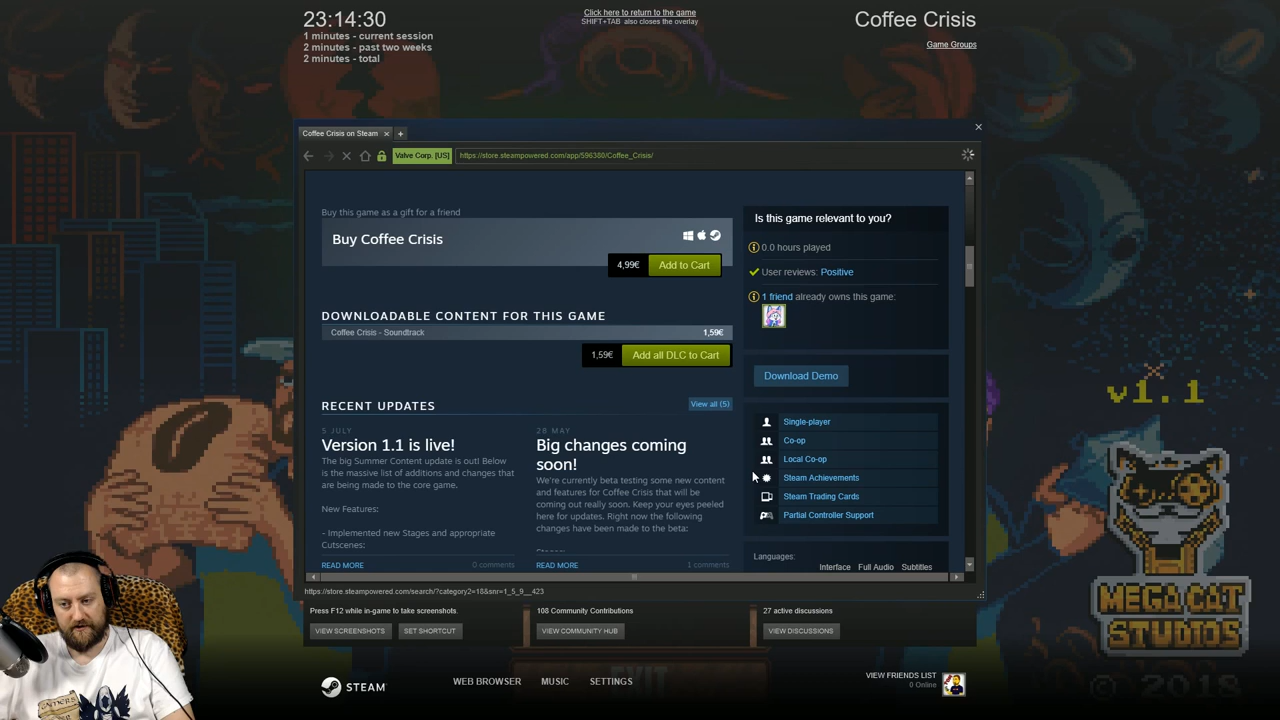 23:14:30
1 minutes - current session
2 minutes - past two weeks
2 minutes - total
Click here to return to the game
SHIFT+TAB also closes the overlay
Coffee Crisis
Game Groups
Coffee Crisis on Steam
Valve Corp. [US]
https://store.steampowered.com/app/596380/Coffee_Crisis/
Buy this game as a gift for a friend
Buy Coffee Crisis
4,99€ Add to Cart
DOWNLOADABLE CONTENT FOR THIS GAME
Coffee Crisis - Soundtrack 1,59€
1,59€ Add all DLC to Cart
RECENT UPDATES
View all (5)
5 JULY
Version 1.1 is live!
The big Summer Content update is out! Below
is the massive list of additions and changes that
are being made to the core game.
New Features:
- Implemented new Stages and appropriate
Cutscenes:
READ MORE 0 comments
28 MAY
Big changes coming
soon!
We're currently beta testing some new content
and features for Coffee Crisis that will be
coming out really soon. Keep your eyes peeled
here for updates. Right now the following
changes have been made to the beta:
READ MORE 1 comments
Is this game relevant to you?
0.0 hours played
User reviews: Positive
1 friend already owns this game:
Download Demo
Single-player
Co-op
Local Co-op
Steam Achievements
Steam Trading Cards
Partial Controller Support
Languages:
Interface Full Audio Subtitles
https://store.steampowered.com/search/?category2=18&snr=1_5_9__423
Press F12 while in-game to take screenshots.
VIEW SCREENSHOTS SET SHORTCUT
108 Community Contributions
VIEW COMMUNITY HUB
27 active discussions
VIEW DISCUSSIONS
EXIT
STEAM
WEB BROWSER MUSIC SETTINGS
VIEW FRIENDS LIST
0 Online
v1.1
MEGA CAT
STUDIOS
© 2018